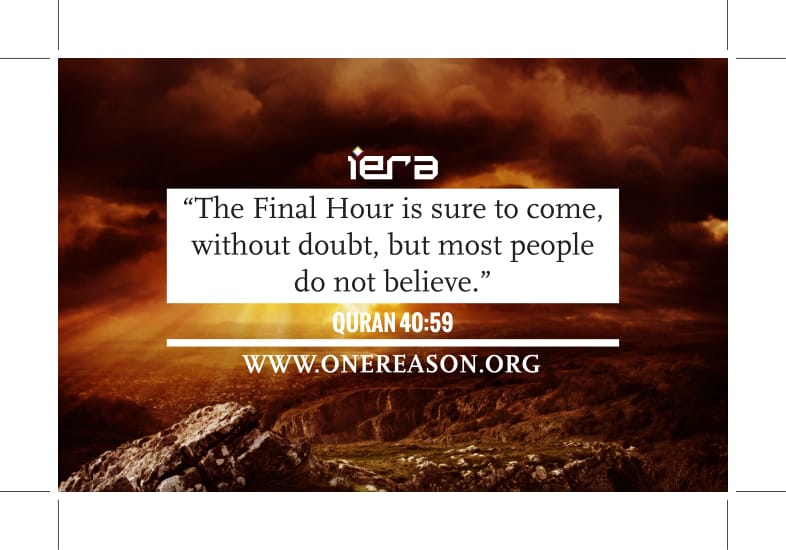 iera
“The Final Hour is sure to come,
without doubt, but most people
do not believe.”
QURAN 40:59
WWW.ONEREASON.ORG